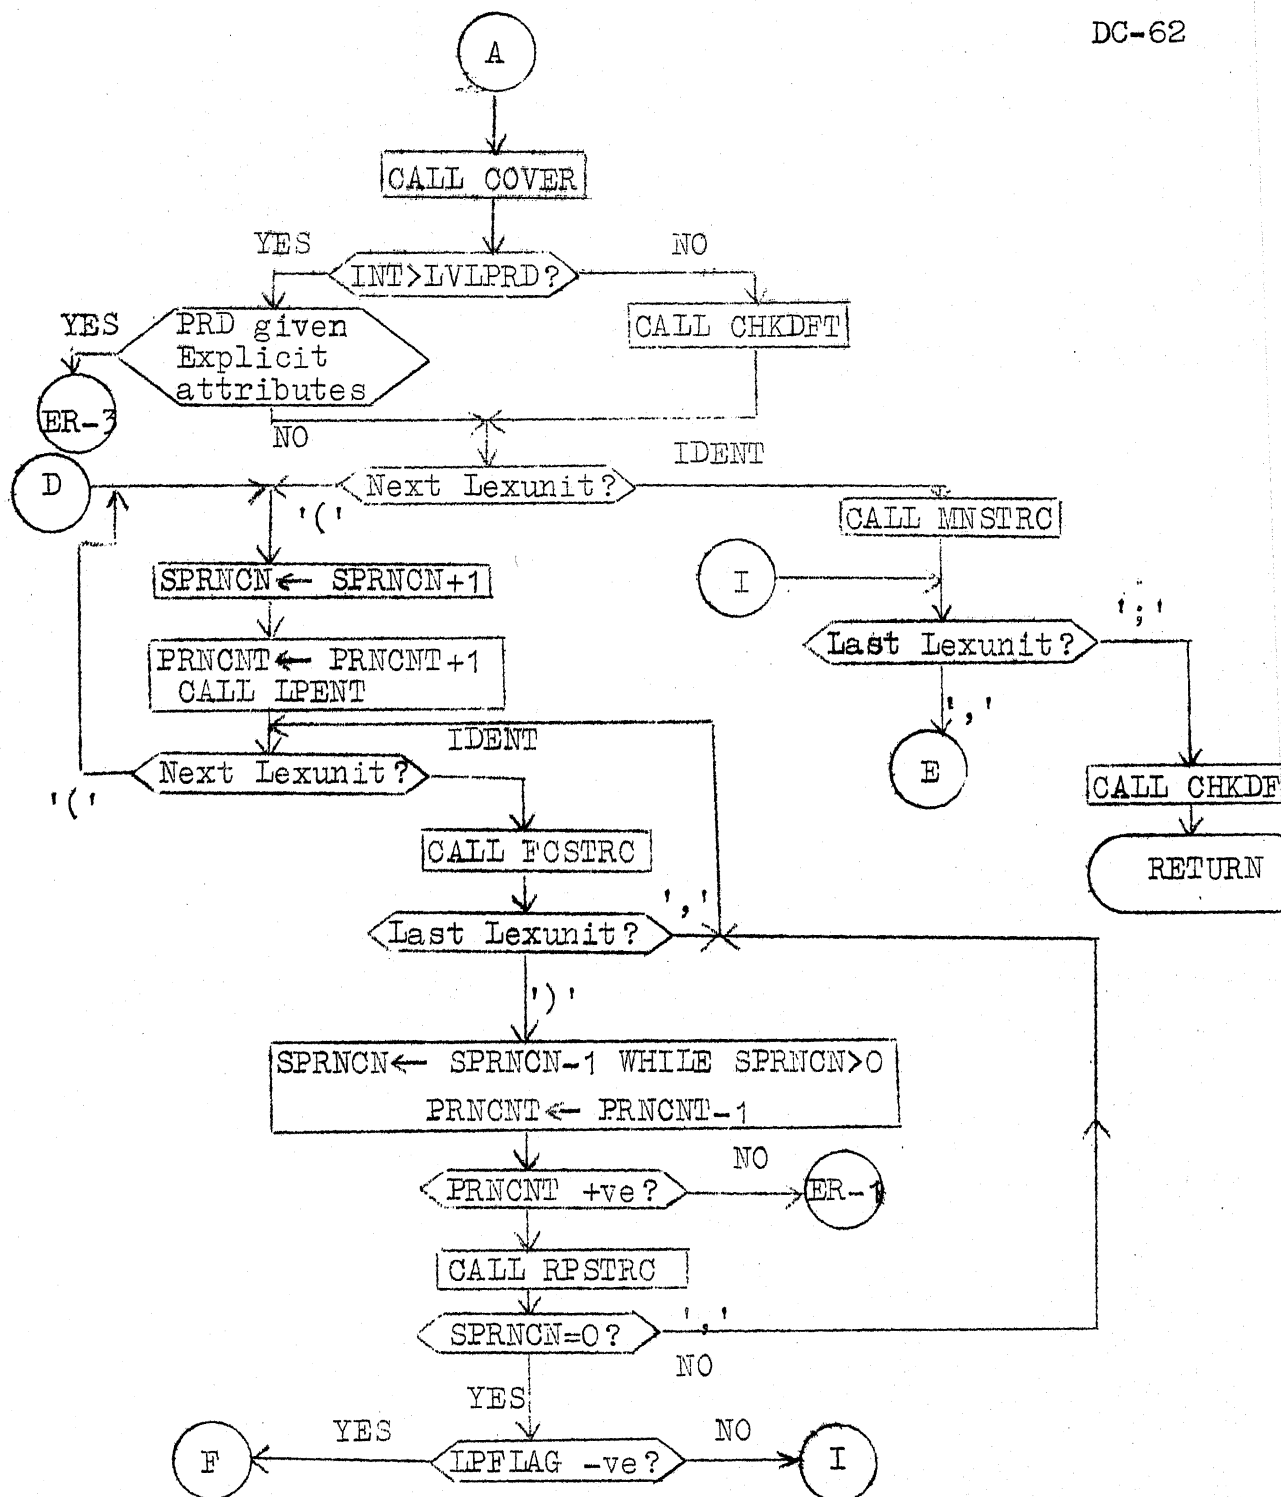 DC-62
A
CALL COVER
YES
NO
INT>LVLPRD?
YES
PRD given
Explicit
attributes
CALL CHKDFT
ER-3
NO
IDENT
D
Next Lexunit?
'('
CALL MNSTRC
SPRNCN← SPRNCN+1
I
';'
Last Lexunit?
PRNCNT← PRNCNT+1
CALL LPENT
','
IDENT
Next Lexunit?
E
'('
CALL CHKDF
CALL FCSTRC
RETURN
','
Last Lexunit?
')'
SPRNCN← SPRNCN-1 WHILE SPRNCN>0
PRNCNT← PRNCNT-1
NO
PRNCNT +ve?
ER-1
CALL RPSTRC
','
SPRNCN=0?
NO
YES
YES
NO
F
LPFLAG -ve?
I